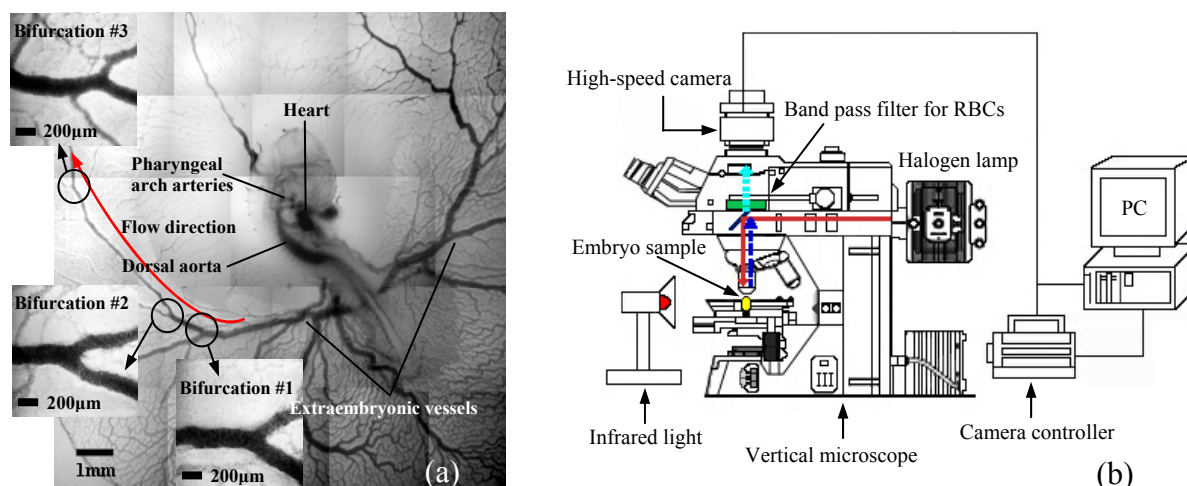 Bifurcation #3
200µm
Heart
Pharyngeal
arch arteries
Flow direction
Dorsal aorta
Bifurcation #2
200µm
Bifurcation #1
200µm
Extraembryonic vessels
1mm
(a)
High-speed camera
Band pass filter for RBCs
Halogen lamp
PC
Embryo sample
Infrared light
Vertical microscope
Camera controller
(b)